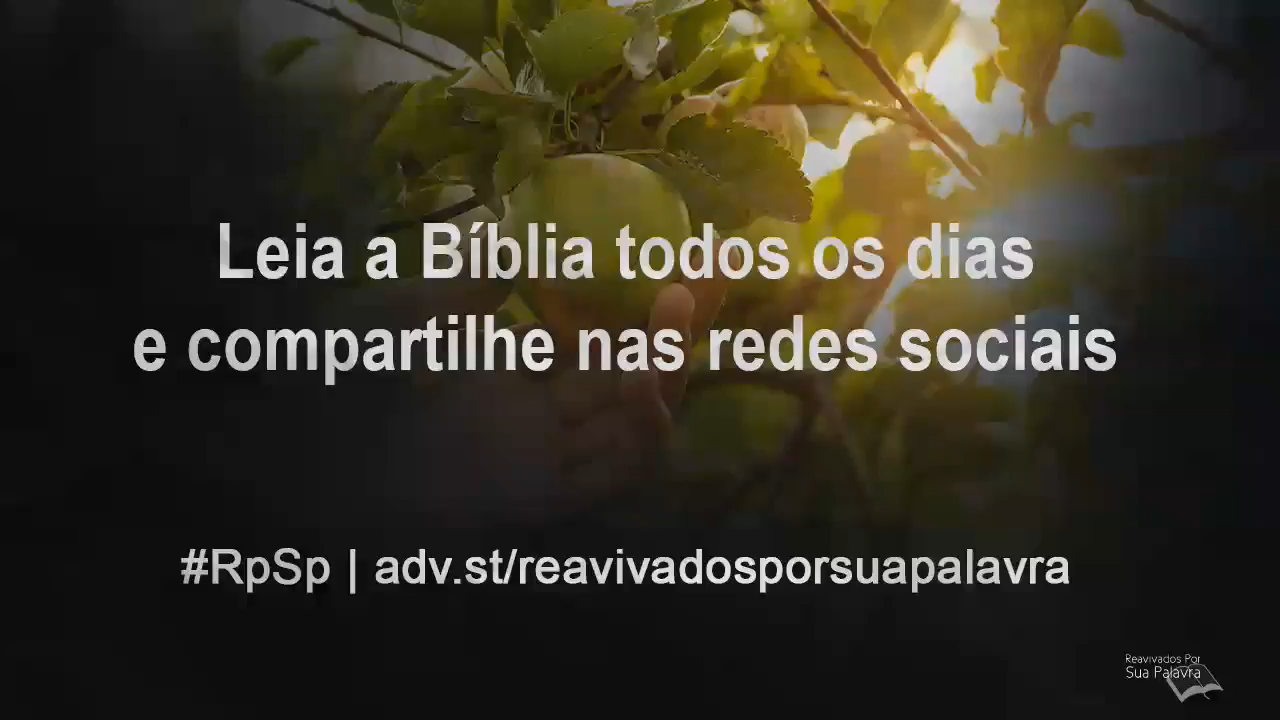 Leia a Bíblia todos os dias
e compartilhe nas redes sociais
#RpSp | adv.st/reavivadosporsuapalavra
Reavivados Por
Sua Palavra